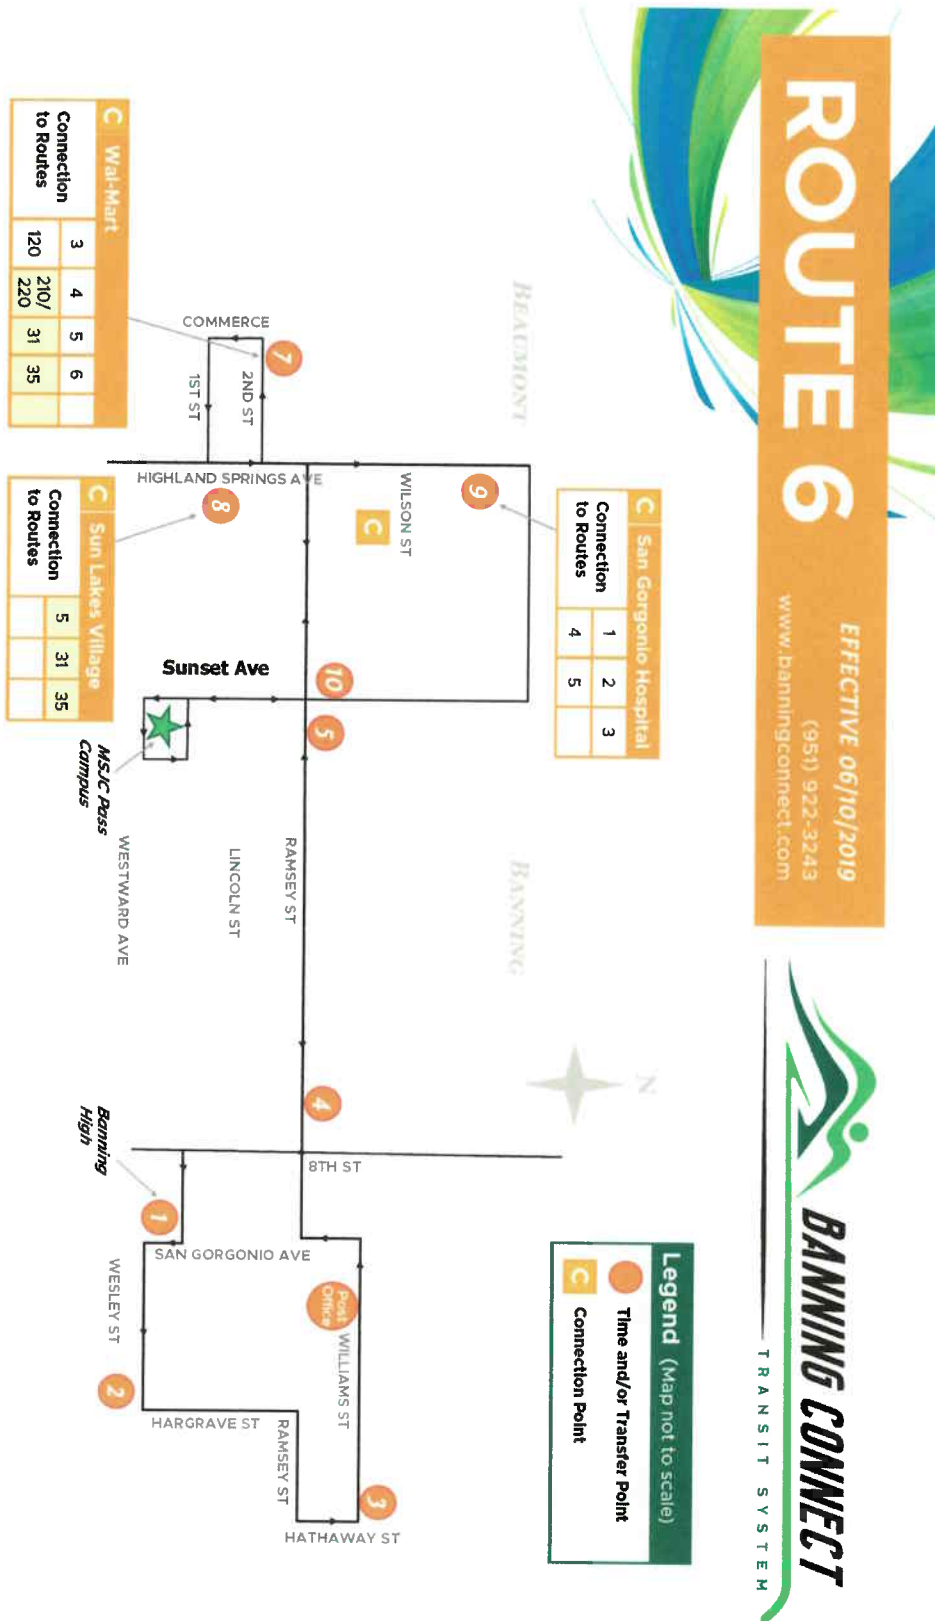 ROUTE 6
EFFECTIVE 06/10/2019
(951) 922-3243
www.banningconnect.com
BANNING CONNECT
TRANSIT SYSTEM
BEAUMONT
BANNING
N
C San Gorgonio Hospital
Connection to Routes
1 2 3
4 5
Legend (Map not to scale)
Time and/or Transfer Point
C Connection Point
9
WILSON ST
C
7
COMMERCE
2ND ST
1ST ST
HIGHLAND SPRINGS AVE
8
10
5
Sunset Ave
RAMSEY ST
LINCOLN ST
WESTWARD AVE
MSJC Pass
Campus
4
8TH ST
Banning
High
1
SAN GORGONIO AVE
Post
Office
WILLIAMS ST
WESLEY ST
2
HARGRAVE ST
RAMSEY ST
3
HATHAWAY ST
C Wal-Mart
Connection to Routes
3 4 5 6
120 210/220 31 35
C Sun Lakes Village
Connection to Routes
5 31 35